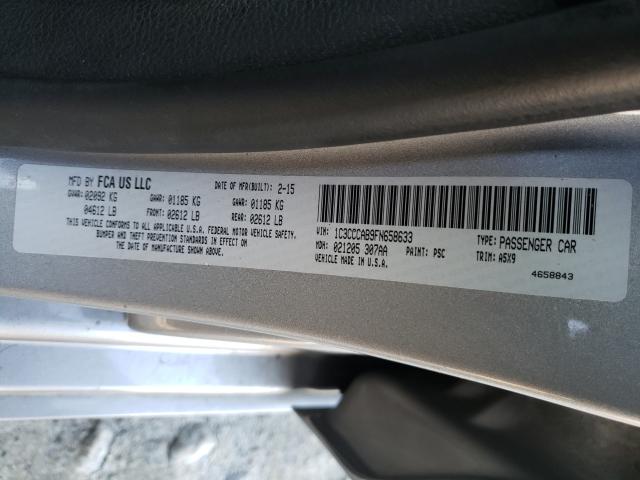 MFD BY FCA US LLC DATE OF MFR(BUILT): 2-15
GVWR: 02092 KG GAWR: 01185 KG GAWR: 01185 KG
04612 LB FRONT: 02612 LB REAR: 02612 LB
THIS VEHICLE CONFORMS TO ALL APPLICABLE U.S.A. FEDERAL MOTOR VEHICLE SAFETY,
BUMPER AND THEFT PREVENTION STANDARDS IN EFFECT ON
THE DATE OF MANUFACTURE SHOWN ABOVE.
VIN: 1C3CCCAB9FN658633 TYPE: PASSENGER CAR
MDH: 021205 307AA PAINT: PSC TRIM: A5X9
VEHICLE MADE IN U.S.A.
4658843